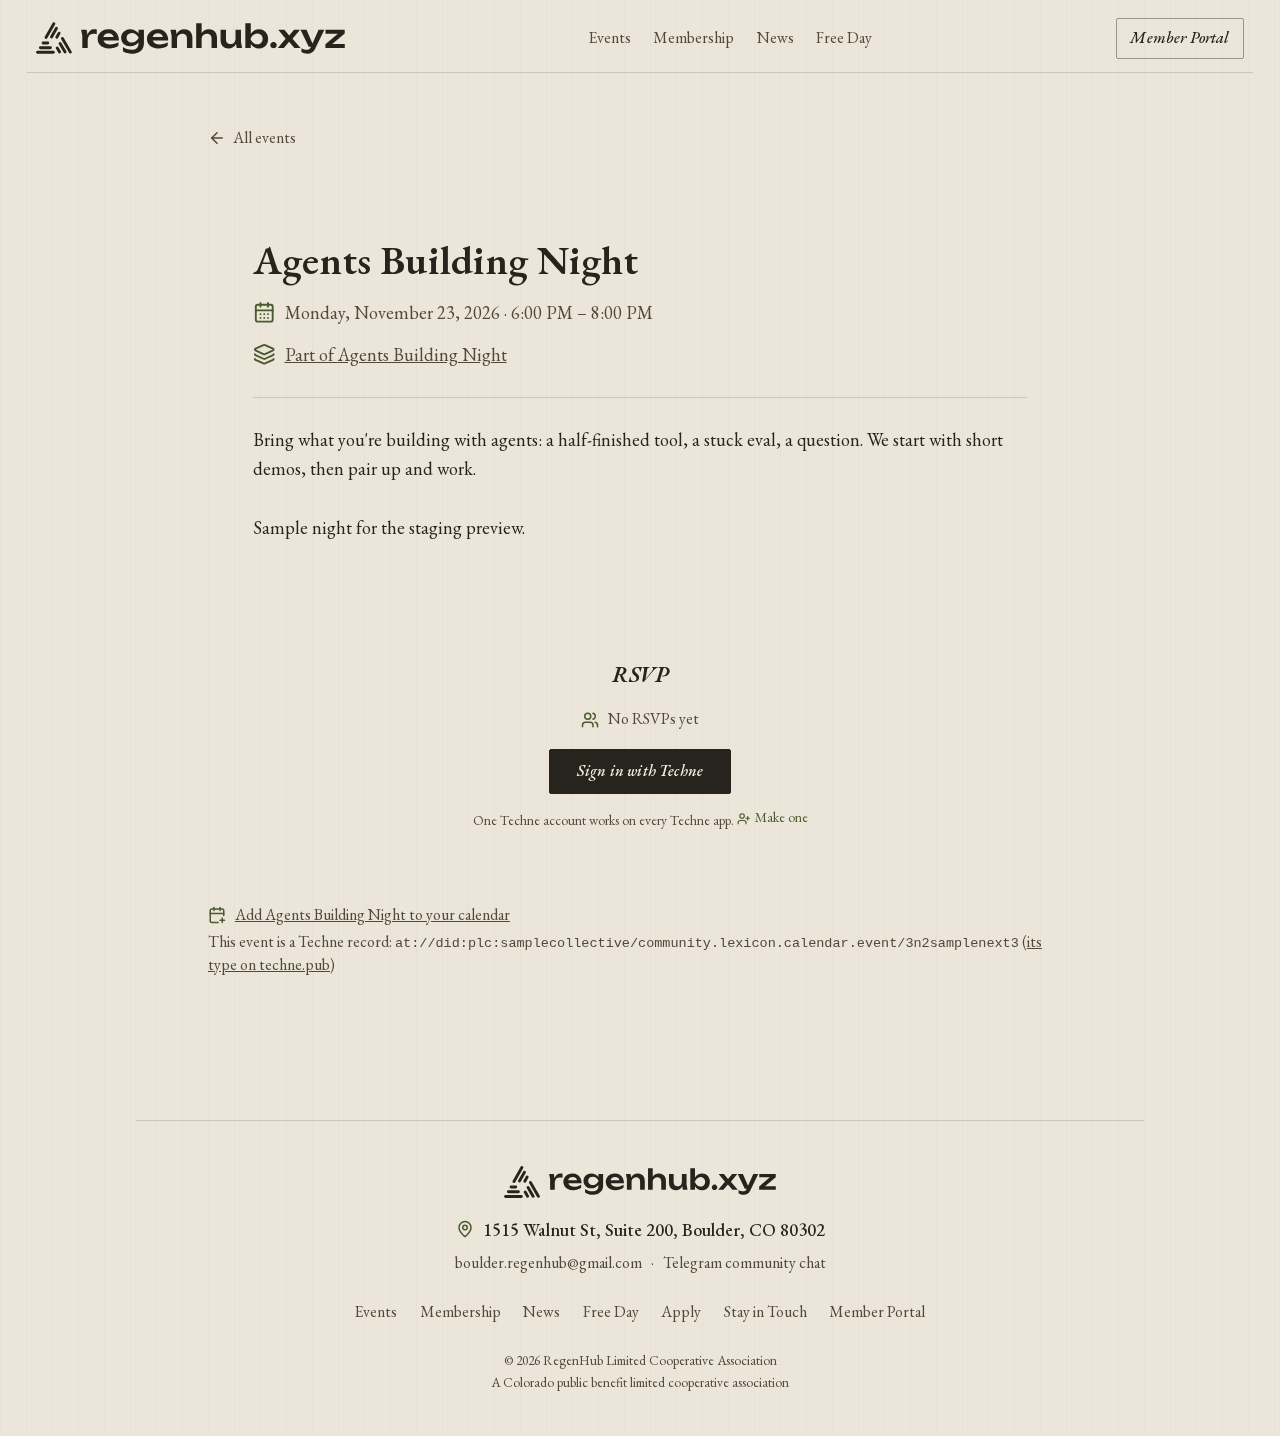 regenhub.xyz
Events Membership News Free Day
Member Portal
All events
Agents Building Night
Monday, November 23, 2026 · 6:00 PM – 8:00 PM
Part of Agents Building Night
Bring what you're building with agents: a half-finished tool, a stuck eval, a question. We start with short
demos, then pair up and work.
Sample night for the staging preview.
RSVP
No RSVPs yet
Sign in with Techne
One Techne account works on every Techne app. Make one
Add Agents Building Night to your calendar
This event is a Techne record: at://did:plc:samplecollective/community.lexicon.calendar.event/3n2samplenext3 (its
type on techne.pub)
regenhub.xyz
1515 Walnut St, Suite 200, Boulder, CO 80302
boulder.regenhub@gmail.com · Telegram community chat
Events Membership News Free Day Apply Stay in Touch Member Portal
© 2026 RegenHub Limited Cooperative Association
A Colorado public benefit limited cooperative association